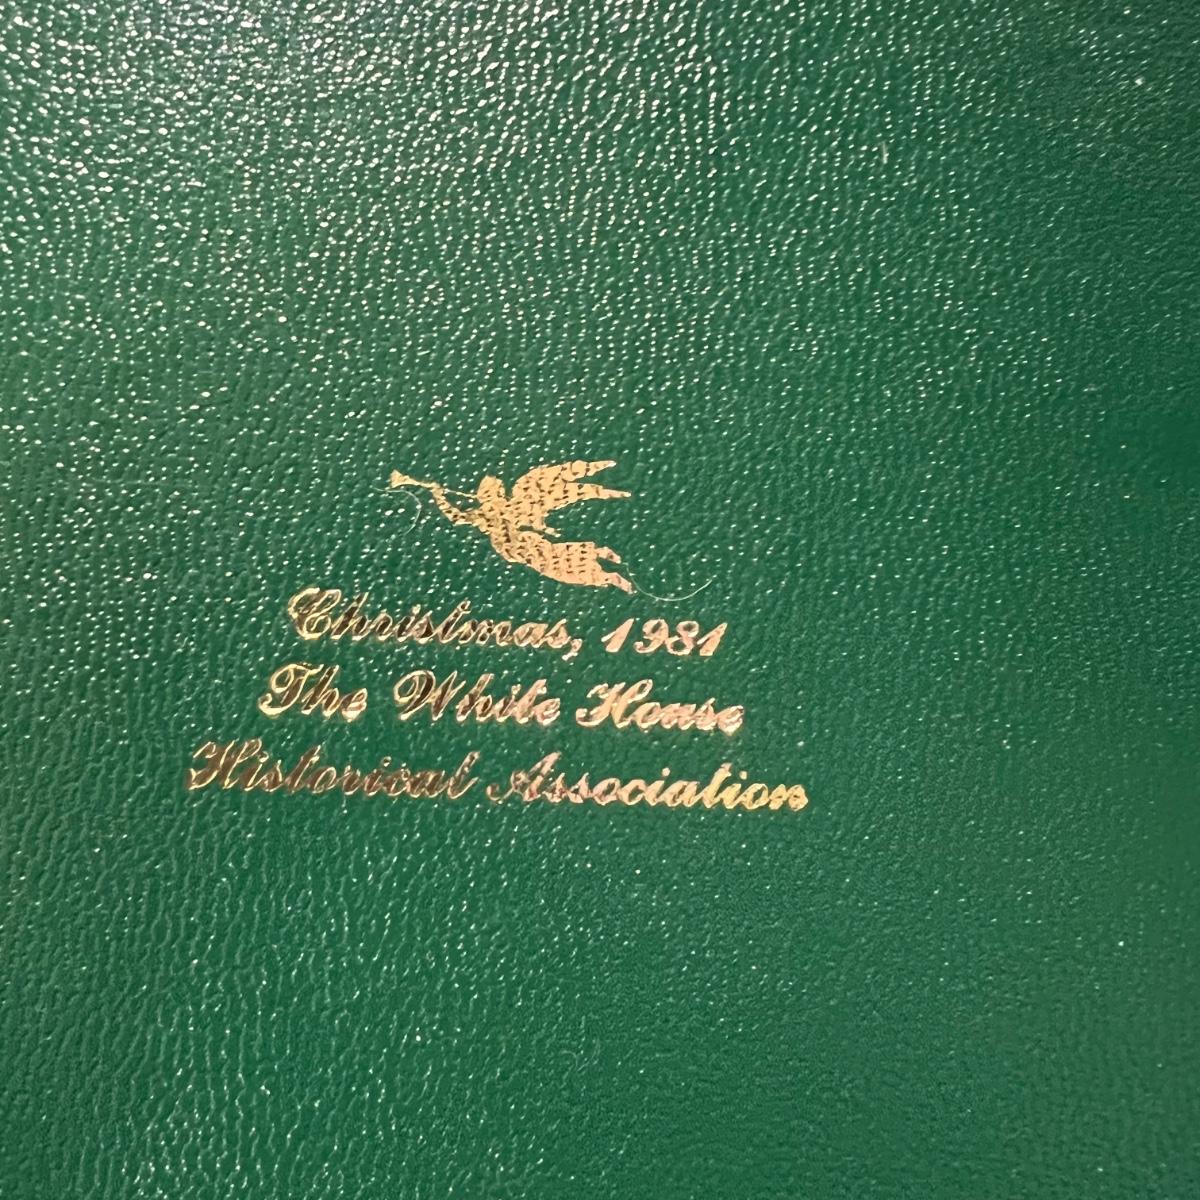 Christmas, 1981
The White House
Historical Association